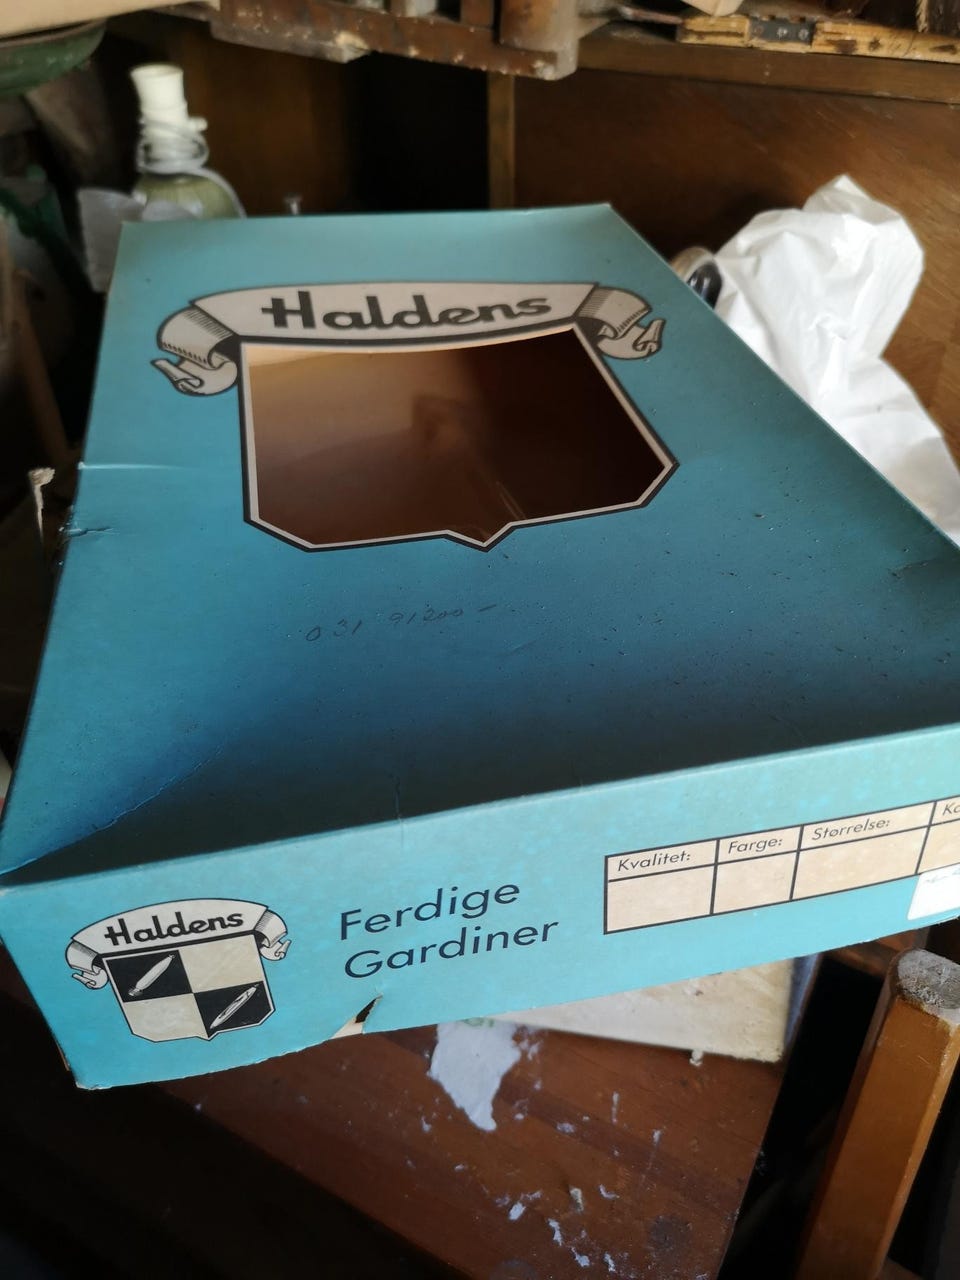 Haldens
031 91200 –
Haldens
Ferdige
Gardiner
Kvalitet: Farge: Størrelse: